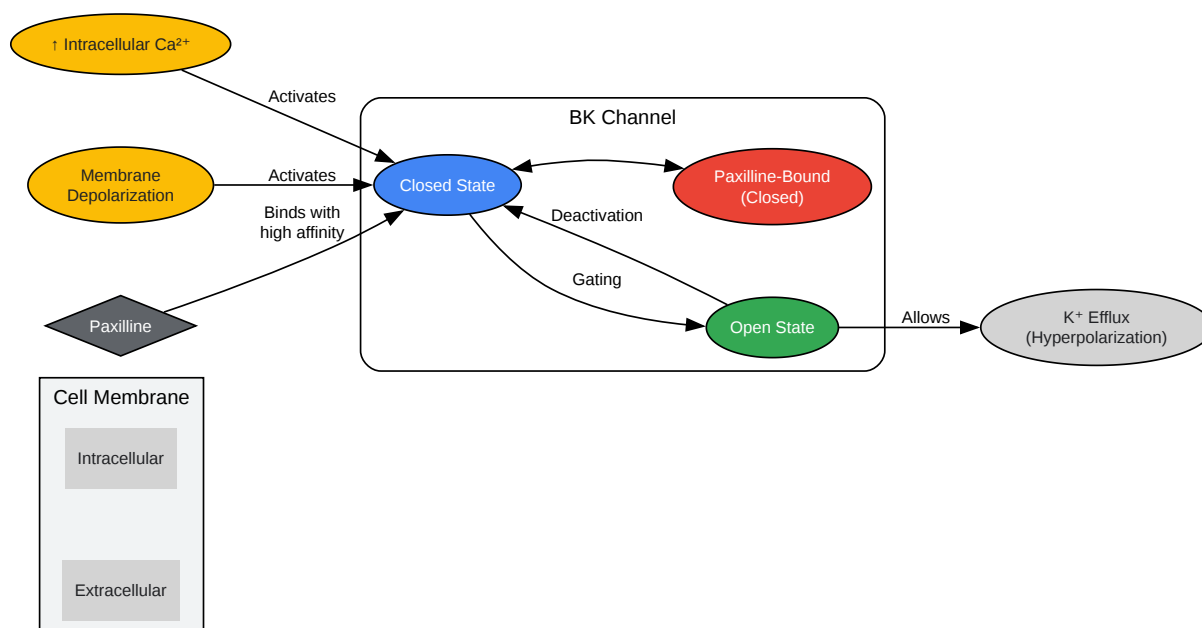 ↑ Intracellular Ca²⁺
Activates
BK Channel
Membrane
Depolarization
Activates
Closed State
Paxilline-Bound
(Closed)
Binds with
high affinity
Deactivation
Gating
Paxilline
Open State
Allows
K⁺ Efflux
(Hyperpolarization)
Cell Membrane
Intracellular
Extracellular